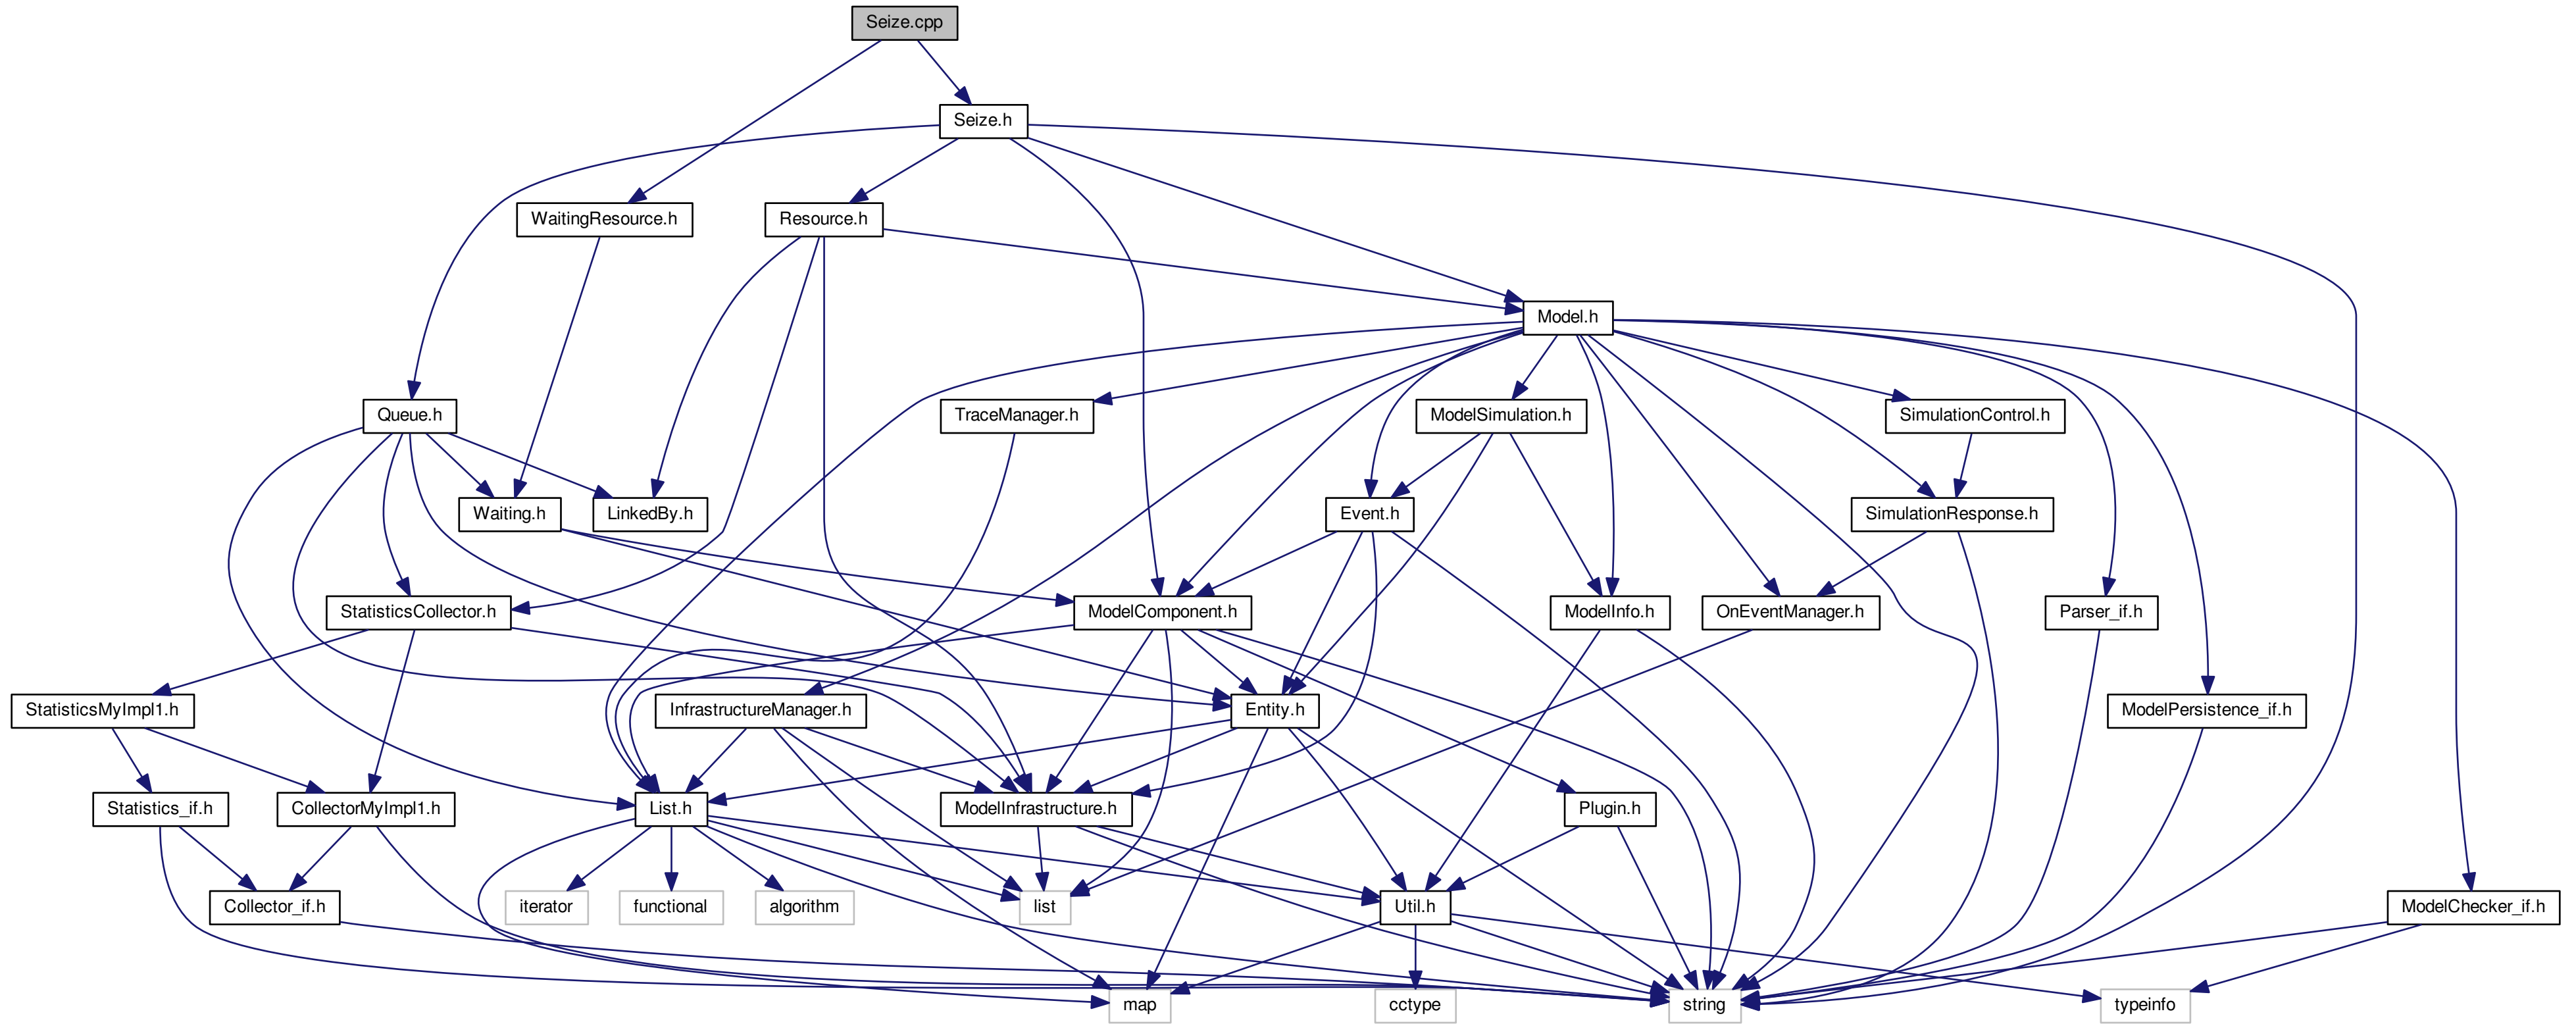 Seize.cpp
Seize.h
WaitingResource.h
Resource.h
Model.h
Queue.h
TraceManager.h
ModelSimulation.h
SimulationControl.h
Waiting.h
LinkedBy.h
Event.h
SimulationResponse.h
StatisticsCollector.h
ModelComponent.h
ModelInfo.h
OnEventManager.h
Parser_if.h
StatisticsMyImpl1.h
InfrastructureManager.h
Entity.h
ModelPersistence_if.h
Statistics_if.h
CollectorMyImpl1.h
List.h
ModelInfrastructure.h
Plugin.h
Collector_if.h
iterator
functional
algorithm
list
Util.h
ModelChecker_if.h
map
cctype
string
typeinfo